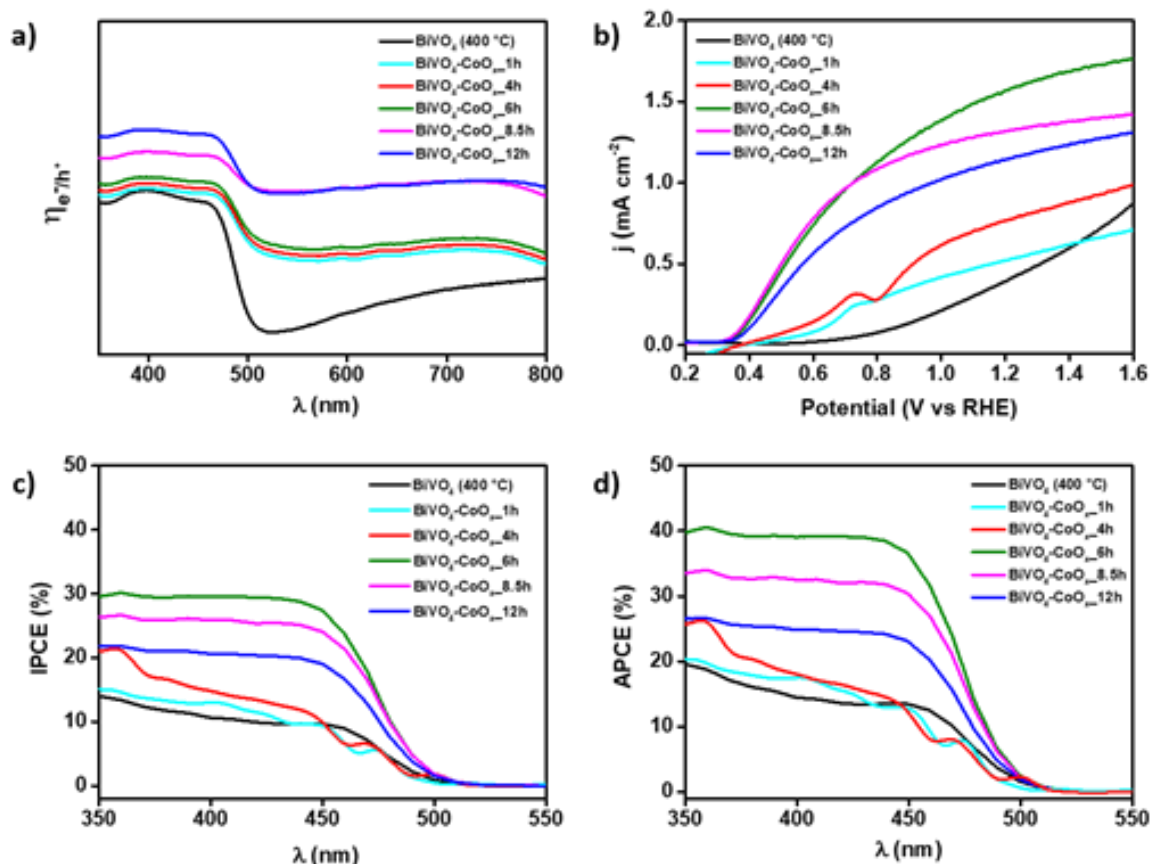 a)
BiVO₄ (400 °C)
BiVO₄-CoOₓ_1h
BiVO₄-CoOₓ_4h
BiVO₄-CoOₓ_6h
BiVO₄-CoOₓ_8.5h
BiVO₄-CoOₓ_12h
ηe⁻/h⁺
400 500 600 700 800
λ (nm)
b)
2.0
1.5
1.0
0.5
0.0
BiVO₄ (400 °C)
BiVO₄-CoOₓ_1h
BiVO₄-CoOₓ_4h
BiVO₄-CoOₓ_6h
BiVO₄-CoOₓ_8.5h
BiVO₄-CoOₓ_12h
j (mA cm⁻²)
0.2 0.4 0.6 0.8 1.0 1.2 1.4 1.6
Potential (V vs RHE)
c)
50
40
30
20
10
0
BiVO₄ (400 °C)
BiVO₄-CoOₓ_1h
BiVO₄-CoOₓ_4h
BiVO₄-CoOₓ_6h
BiVO₄-CoOₓ_8.5h
BiVO₄-CoOₓ_12h
IPCE (%)
350 400 450 500 550
λ (nm)
d)
50
40
30
20
10
0
BiVO₄ (400 °C)
BiVO₄-CoOₓ_1h
BiVO₄-CoOₓ_4h
BiVO₄-CoOₓ_6h
BiVO₄-CoOₓ_8.5h
BiVO₄-CoOₓ_12h
APCE (%)
350 400 450 500 550
λ (nm)